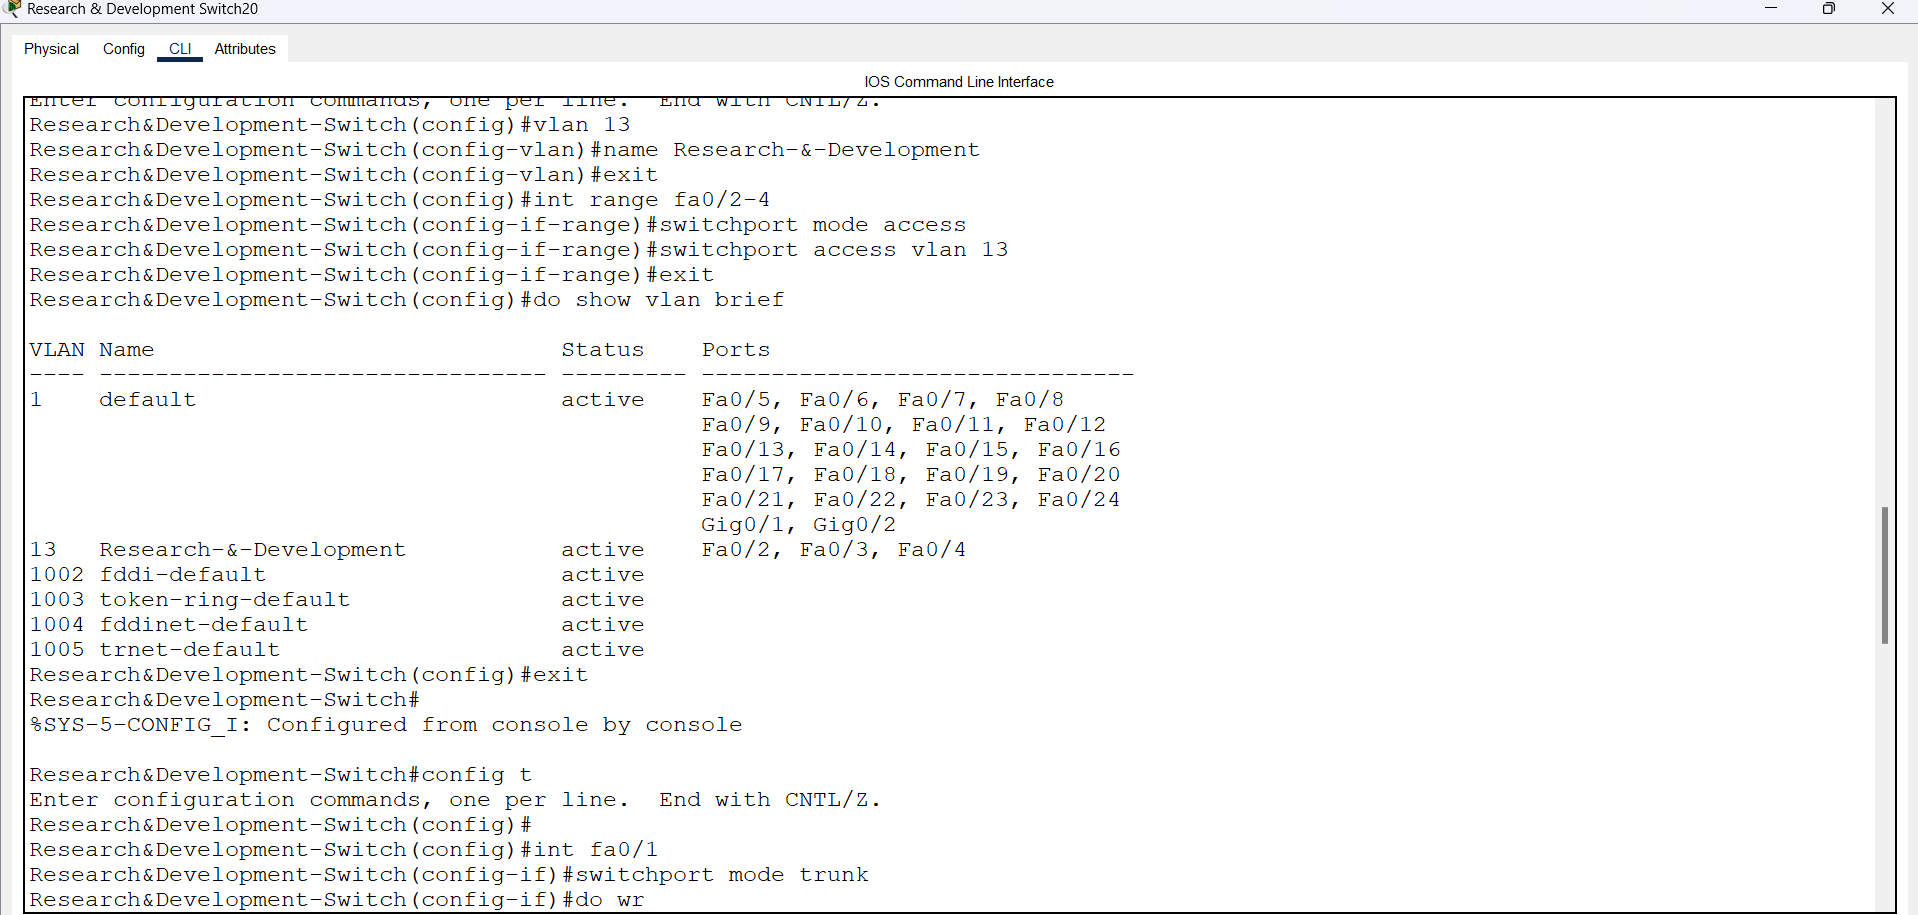 Research & Development Switch20
Physical Config CLI Attributes
IOS Command Line Interface
Enter configuration commands, one per line.  End with CNTL/Z.
Research&Development-Switch(config)#vlan 13
Research&Development-Switch(config-vlan)#name Research-&-Development
Research&Development-Switch(config-vlan)#exit
Research&Development-Switch(config)#int range fa0/2-4
Research&Development-Switch(config-if-range)#switchport mode access
Research&Development-Switch(config-if-range)#switchport access vlan 13
Research&Development-Switch(config-if-range)#exit
Research&Development-Switch(config)#do show vlan brief
VLAN Name                             Status    Ports
---- -------------------------------- --------- -------------------------------
1    default                          active    Fa0/5, Fa0/6, Fa0/7, Fa0/8
                                                Fa0/9, Fa0/10, Fa0/11, Fa0/12
                                                Fa0/13, Fa0/14, Fa0/15, Fa0/16
                                                Fa0/17, Fa0/18, Fa0/19, Fa0/20
                                                Fa0/21, Fa0/22, Fa0/23, Fa0/24
                                                Gig0/1, Gig0/2
13   Research-&-Development           active    Fa0/2, Fa0/3, Fa0/4
1002 fddi-default                     active
1003 token-ring-default               active
1004 fddinet-default                  active
1005 trnet-default                    active
Research&Development-Switch(config)#exit
Research&Development-Switch#
%SYS-5-CONFIG_I: Configured from console by console
Research&Development-Switch#config t
Enter configuration commands, one per line.  End with CNTL/Z.
Research&Development-Switch(config)#
Research&Development-Switch(config)#int fa0/1
Research&Development-Switch(config-if)#switchport mode trunk
Research&Development-Switch(config-if)#do wr